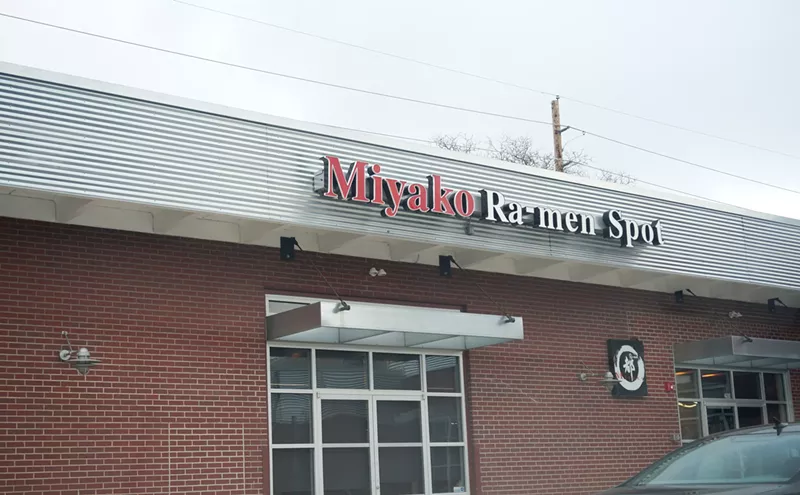 Miyako Ra-men Spot
都